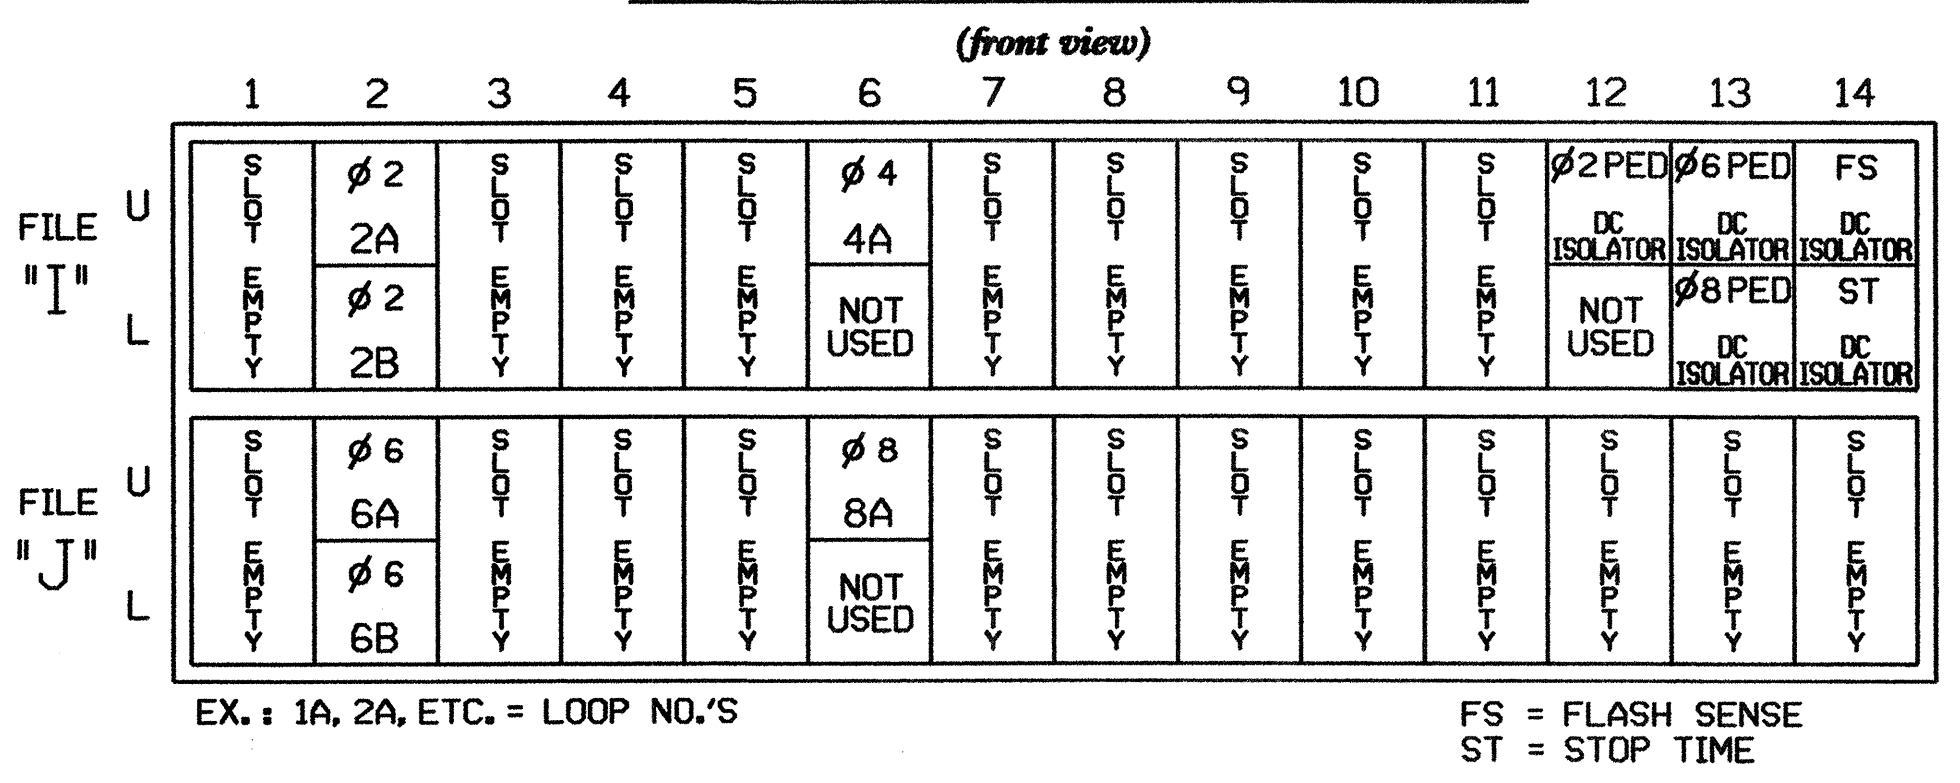 (front view)
1 2 3 4 5 6 7 8 9 10 11 12 13 14
FILE "I"
U
L
SLOT EMPTY
Ø 2
2A
Ø 2
2B
SLOT EMPTY
SLOT EMPTY
SLOT EMPTY
Ø 4
4A
NOT
USED
SLOT EMPTY
SLOT EMPTY
SLOT EMPTY
SLOT EMPTY
SLOT EMPTY
Ø2 PED
DC
ISOLATOR
NOT
USED
Ø6 PED
DC
ISOLATOR
Ø8 PED
DC
ISOLATOR
FS
DC
ISOLATOR
ST
DC
ISOLATOR
FILE "J"
U
L
SLOT EMPTY
Ø 6
6A
Ø 6
6B
SLOT EMPTY
SLOT EMPTY
SLOT EMPTY
Ø 8
8A
NOT
USED
SLOT EMPTY
SLOT EMPTY
SLOT EMPTY
SLOT EMPTY
SLOT EMPTY
SLOT EMPTY
SLOT EMPTY
SLOT EMPTY
EX.: 1A, 2A, ETC. = LOOP NO.'S
FS = FLASH SENSE
ST = STOP TIME